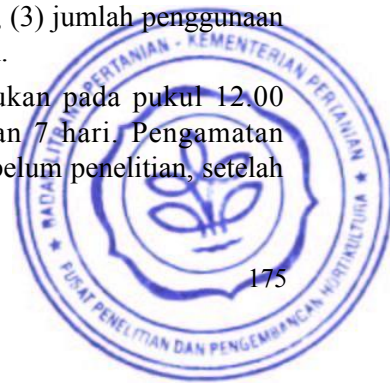 (3) jumlah penggunaan
ukan pada pukul 12.00
an 7 hari. Pengamatan
belum penelitian, setelah
175
BADAN LITBANG PERTANIAN - KEMENTERIAN PERTANIAN
★ PUSAT PENELITIAN DAN PENGEMBANGAN HORTIKULTURA ★